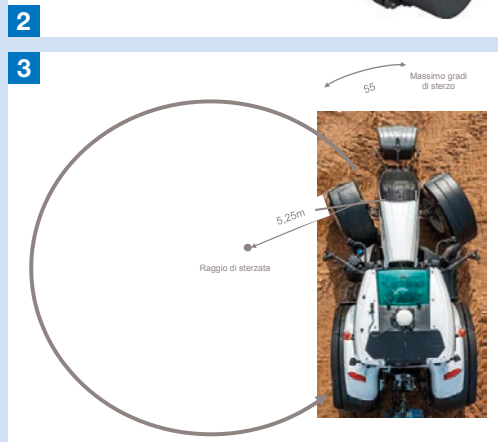 2
3
55
Massimo gradi
di sterzo
5,25m
Raggio di sterzata